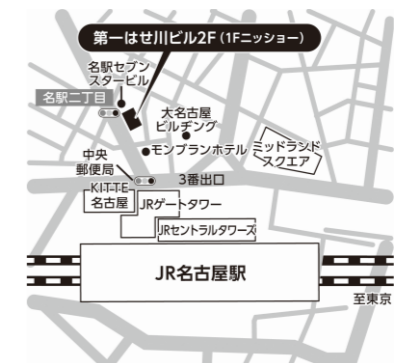 第一はせ川ビル2F（1Fニッショー）
名駅セブン
スタービル
名駅二丁目
大名古屋
ビルヂング
モンブランホテル
ミッドランド
スクエア
中央
郵便局
3番出口
KITTE
名古屋
JRゲートタワー
JRセントラルタワーズ
JR名古屋駅
至東京